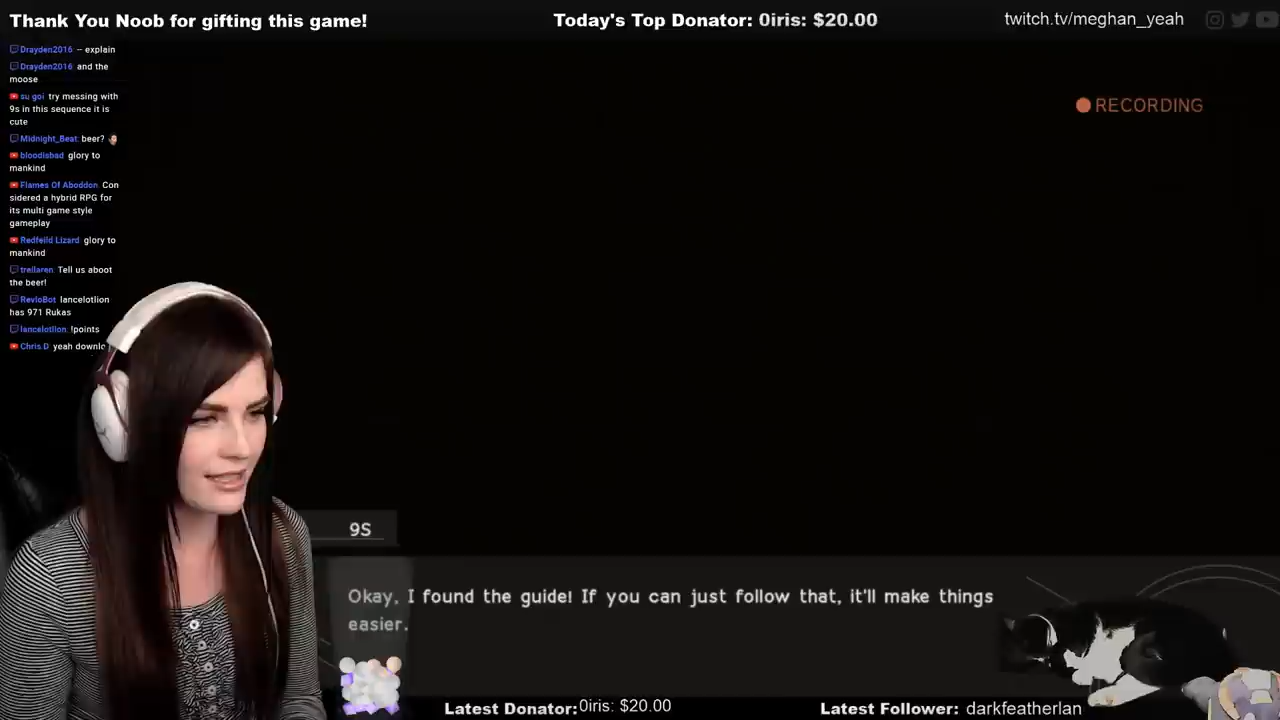 Thank You Noob for gifting this game!
Today's Top Donator: 0iris: $20.00
twitch.tv/meghan_yeah
Drayden2016 -- explain
Drayden2016 and the
moose
su goi try messing with
9s in this sequence it is
cute
Midnight_Beat: beer?
bloodisbad glory to
mankind
Flames Of Aboddon: Con
sidered a hybrid RPG for
its multi game style
gameplay
Redfeild Lizard glory to
mankind
treilaren: Tell us aboot
the beer!
RevloBot lancelotlion
has 971 Rukas
lancelotlion: !points
Chris D yeah downlo
RECORDING
9S
Okay, I found the guide! If you can just follow that, it'll make things
easier.
Latest Donator: 0iris: $20.00
Latest Follower: darkfeatherlan